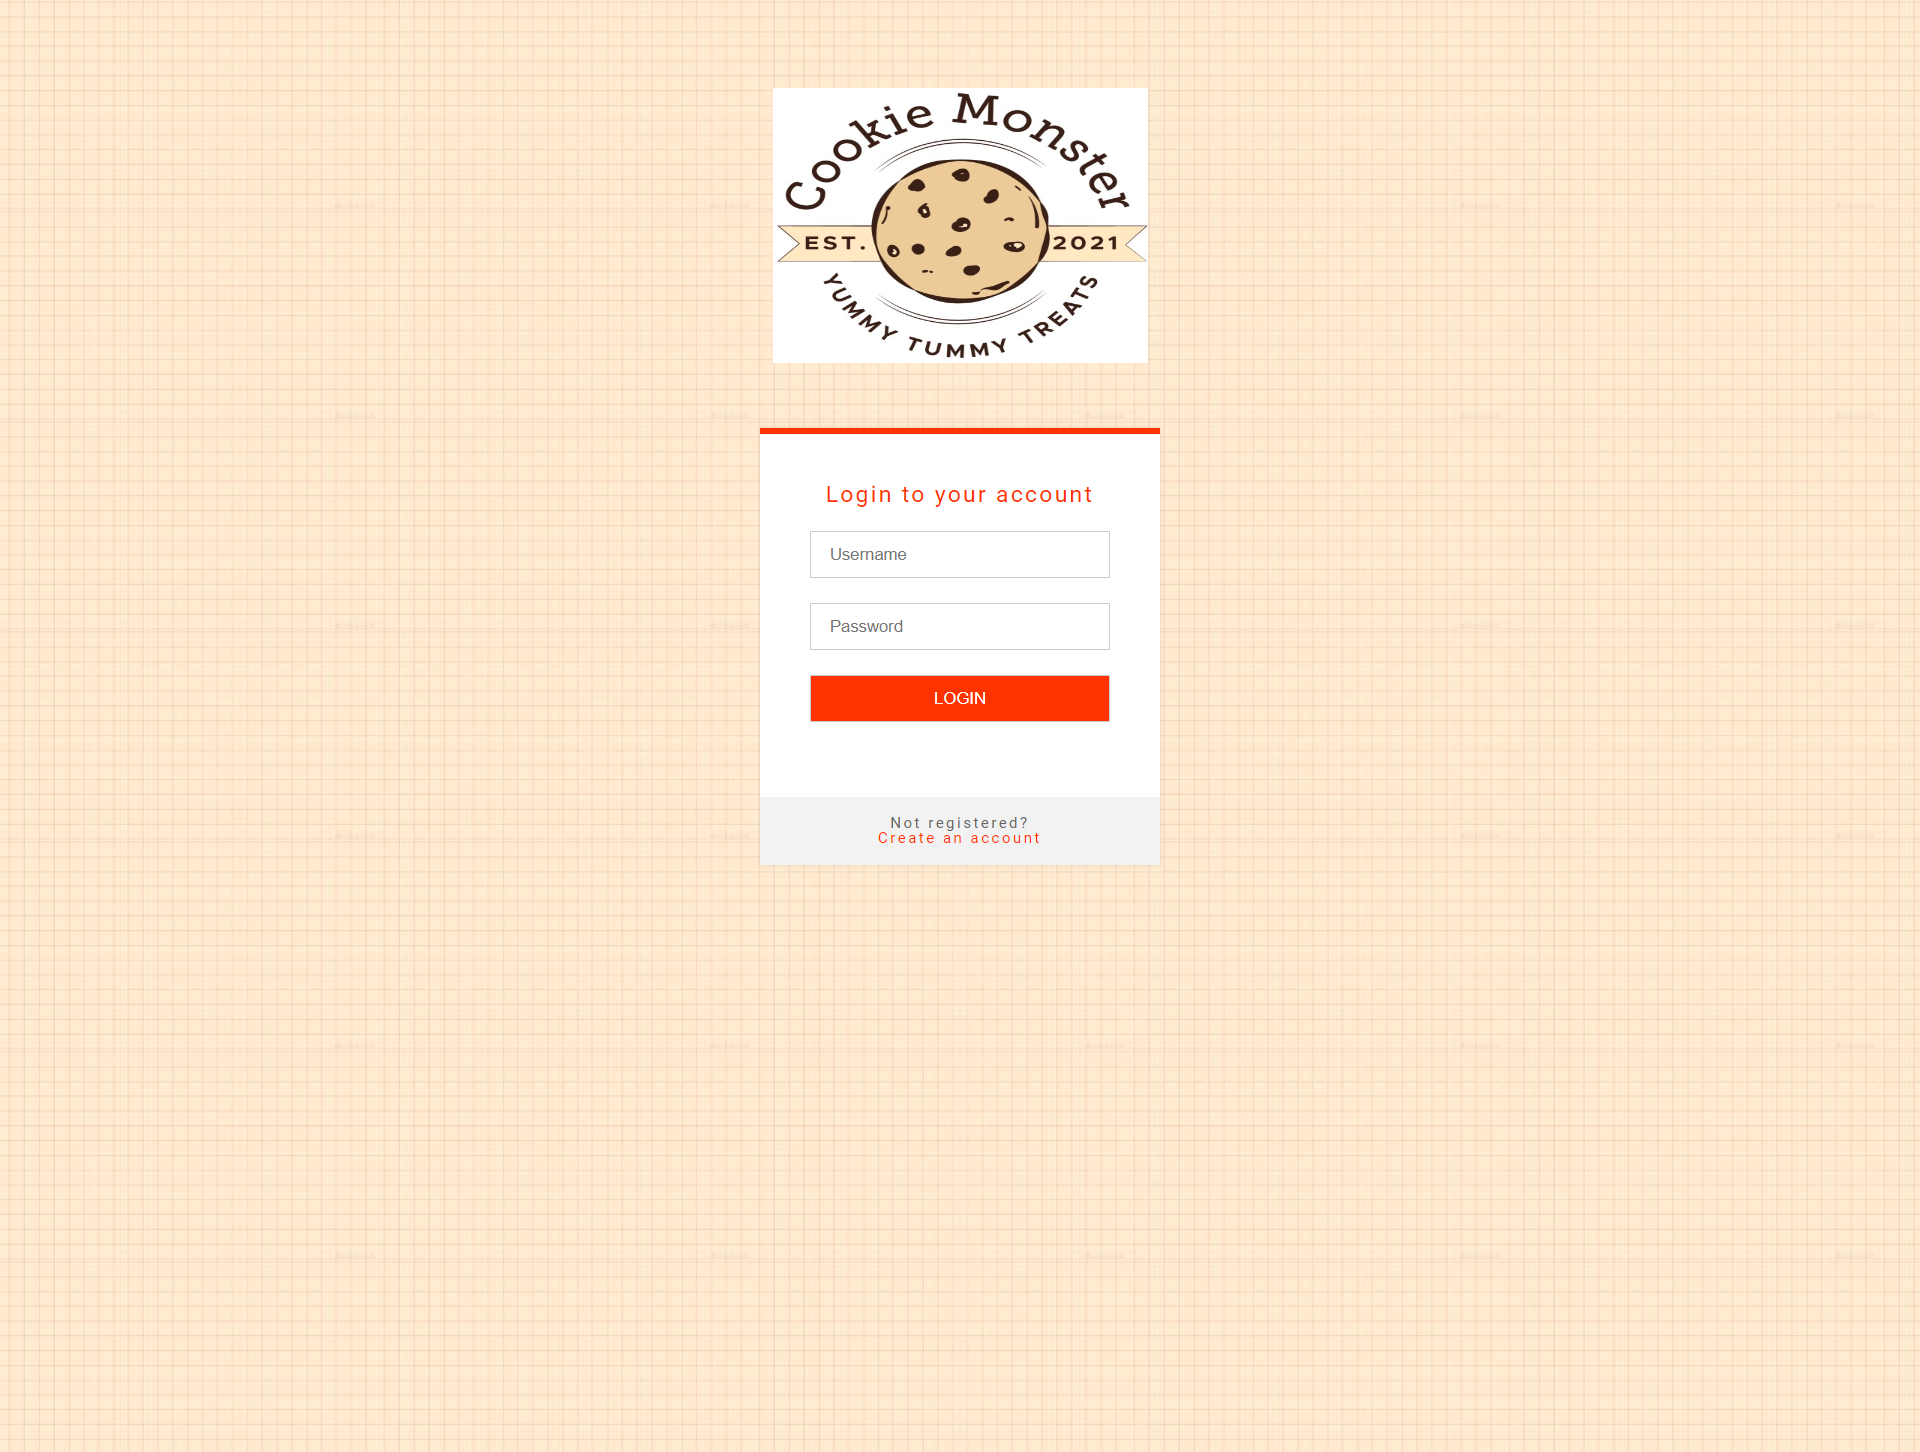 Cookie Monster
EST. 2021
YUMMY TUMMY TREATS
Login to your account
Username
Password
LOGIN
Not registered?
Create an account